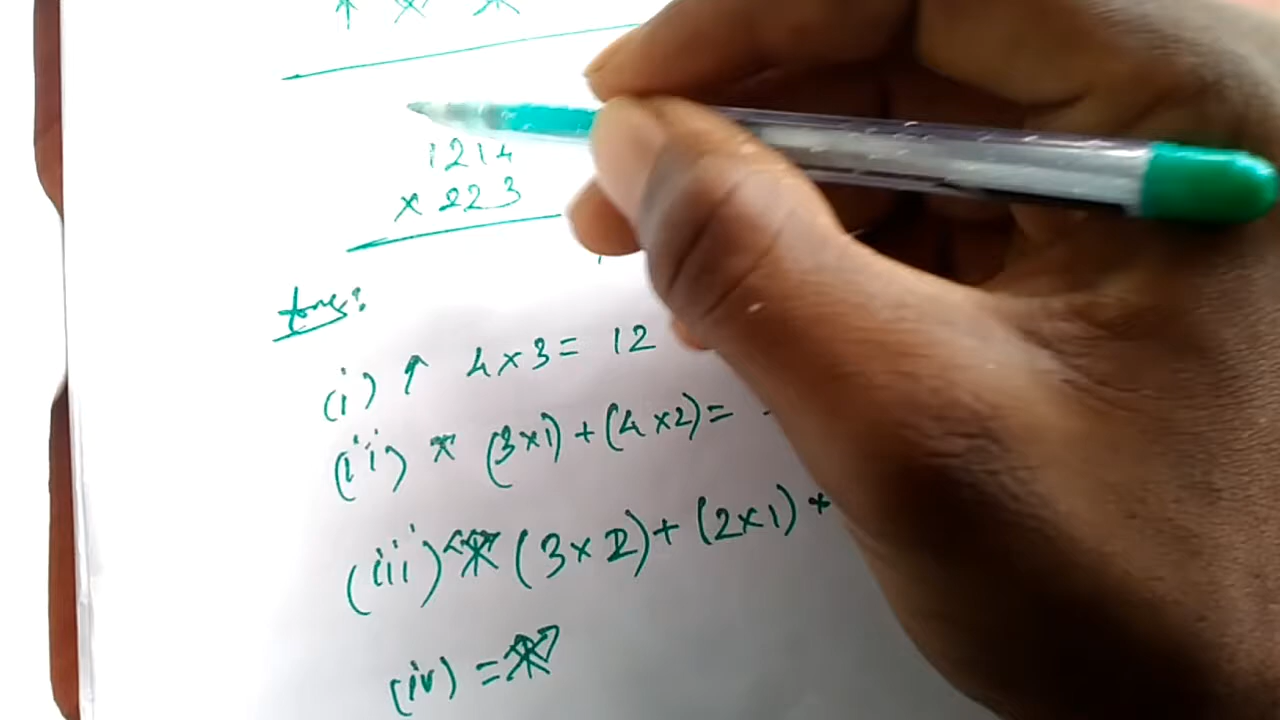 1214
× 223
Ans:
(i) ↑ 4×3= 12
(ii) (3×1)+(4×2)=
(iii) (3×2)+(2×1)+
(iv) =